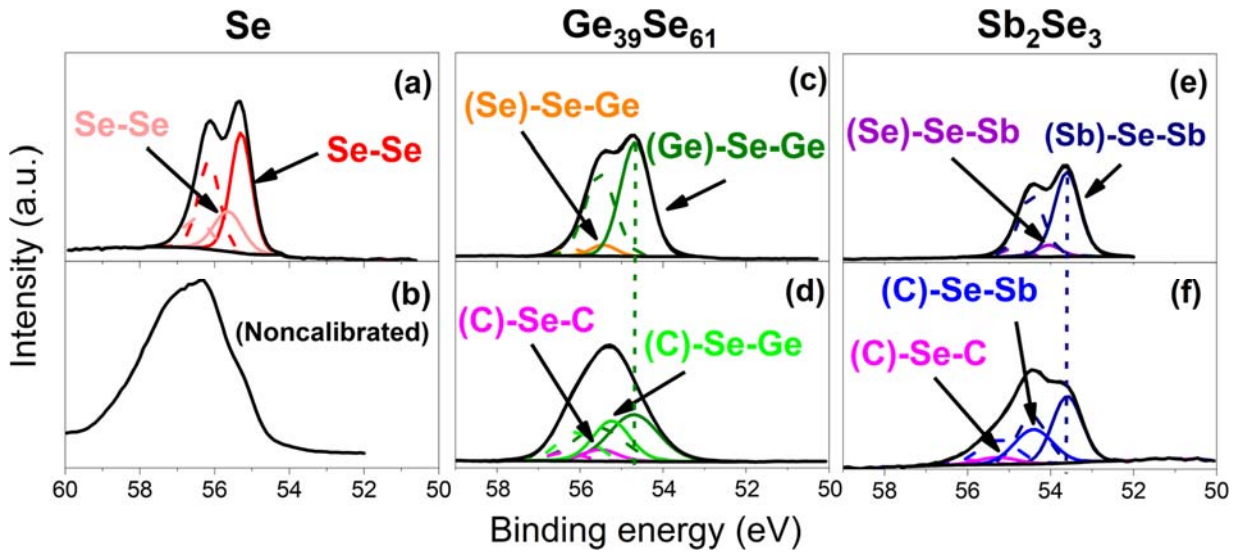 Se
Ge₃₉Se₆₁
Sb₂Se₃
(a)
Se-Se
Se-Se
(b)
(Noncalibrated)
(c)
(Se)-Se-Ge
(Ge)-Se-Ge
(d)
(C)-Se-C
(C)-Se-Ge
(e)
(Se)-Se-Sb
(Sb)-Se-Sb
(f)
(C)-Se-Sb
(C)-Se-C
Intensity (a.u.)
60 58 56 54 52 50
58 56 54 52 50
58 56 54 52 50
Binding energy (eV)